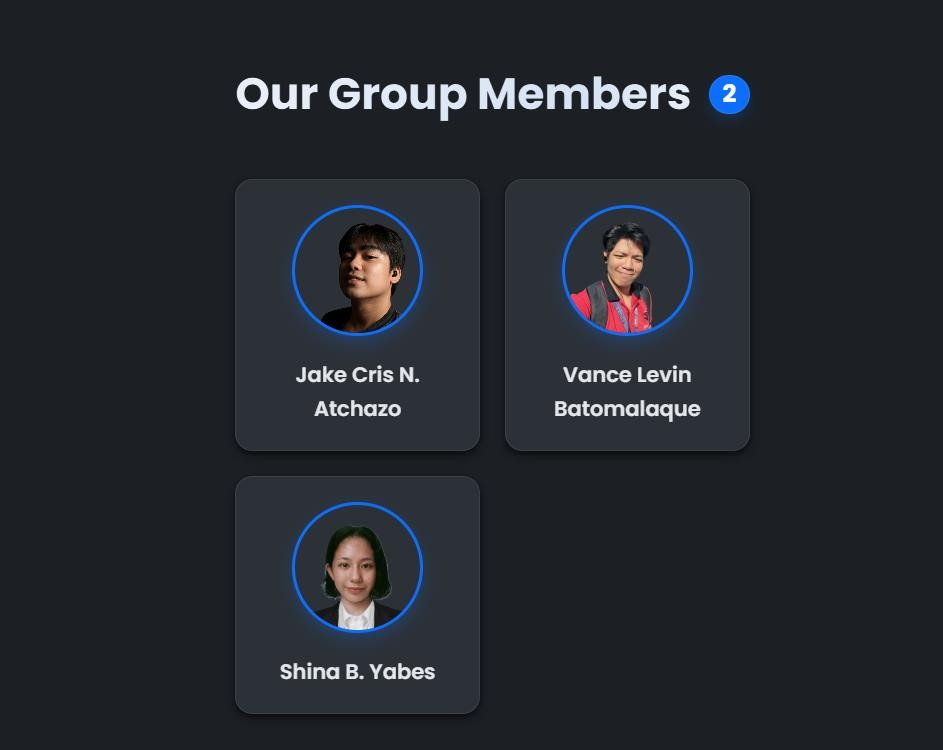 Our Group Members 2
Jake Cris N.
Atchazo
Vance Levin
Batomalaque
Shina B. Yabes